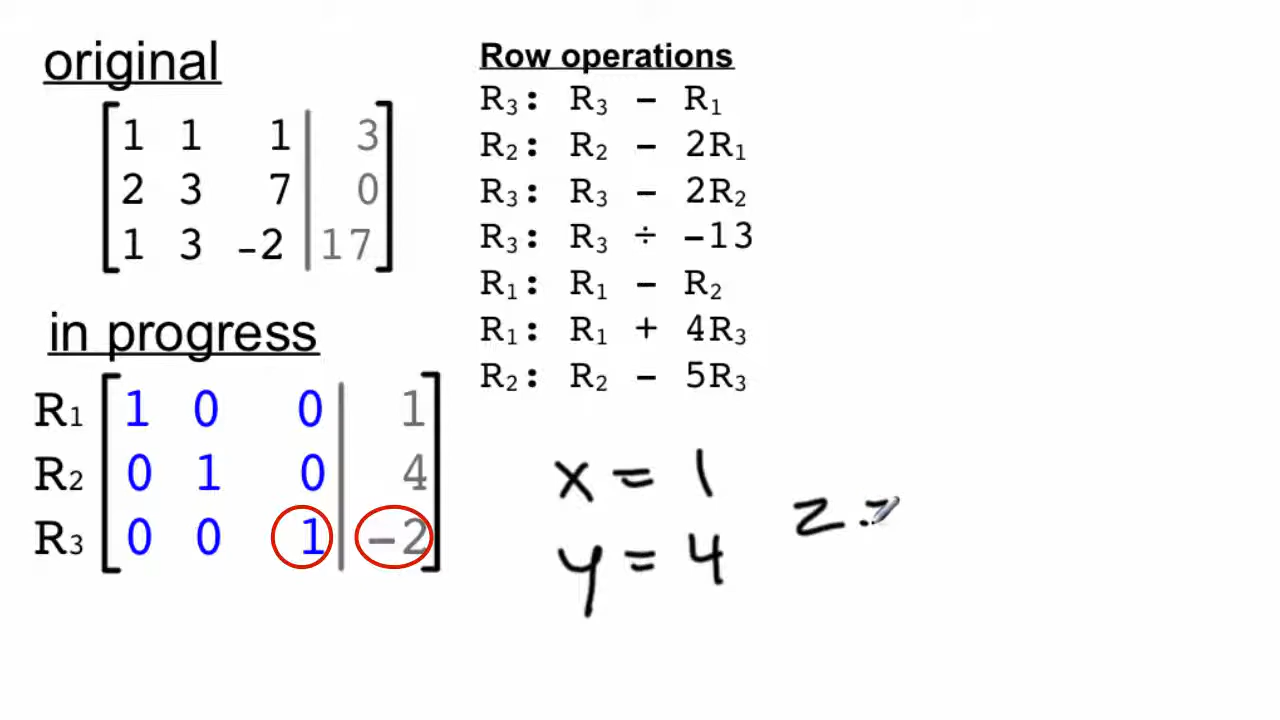 original
1 1 1 3
2 3 7 0
1 3 -2 17
in progress
R1 1 0 0 1
R2 0 1 0 4
R3 0 0 1 -2
Row operations
R3: R3 - R1
R2: R2 - 2R1
R3: R3 - 2R2
R3: R3 ÷ -13
R1: R1 - R2
R1: R1 + 4R3
R2: R2 - 5R3
x = 1
y = 4
z =